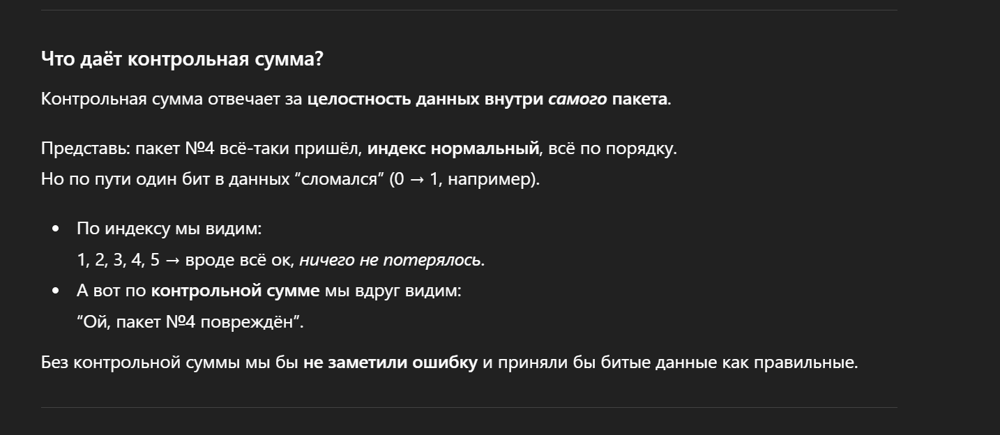 Что даёт контрольная сумма?
Контрольная сумма отвечает за целостность данных внутри самого пакета.
Представь: пакет №4 всё-таки пришёл, индекс нормальный, всё по порядку.
Но по пути один бит в данных “сломался” (0 → 1, например).
• По индексу мы видим:
1, 2, 3, 4, 5 → вроде всё ок, ничего не потерялось.
• А вот по контрольной сумме мы вдруг видим:
“Ой, пакет №4 повреждён”.
Без контрольной суммы мы бы не заметили ошибку и приняли бы битые данные как правильные.